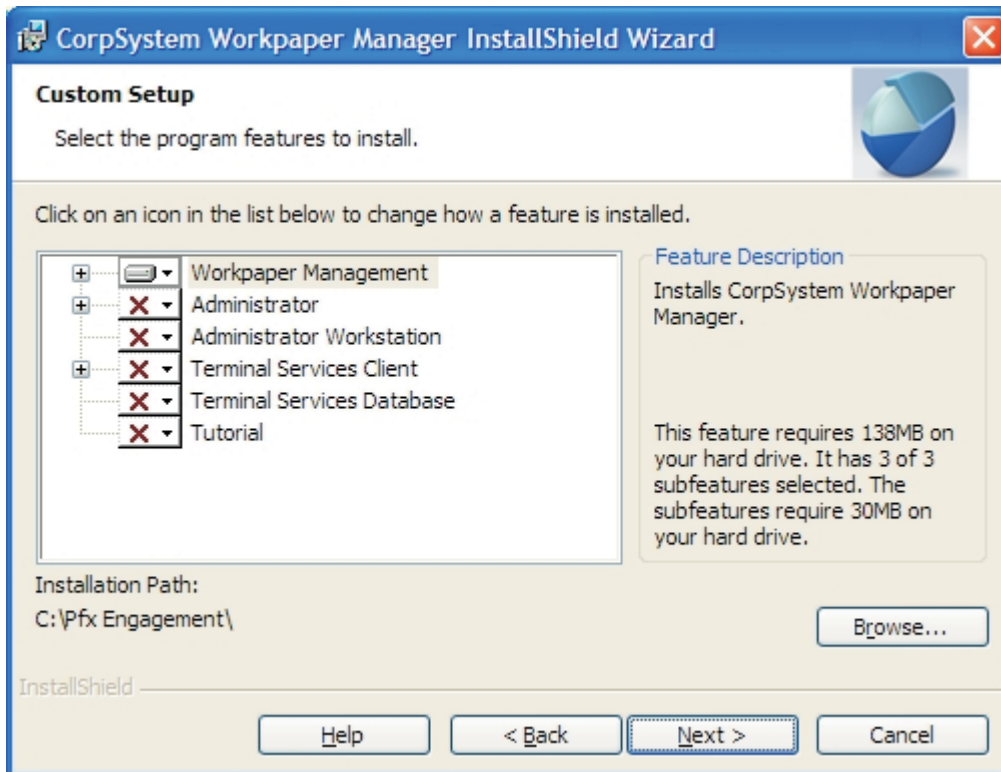 CorpSystem Workpaper Manager InstallShield Wizard
Custom Setup
Select the program features to install.
Click on an icon in the list below to change how a feature is installed.
Workpaper Management
Administrator
Administrator Workstation
Terminal Services Client
Terminal Services Database
Tutorial
Feature Description
Installs CorpSystem Workpaper
Manager.
This feature requires 138MB on
your hard drive. It has 3 of 3
subfeatures selected. The
subfeatures require 30MB on
your hard drive.
Installation Path:
C:\Pfx Engagement\
Browse...
InstallShield
Help
< Back
Next >
Cancel